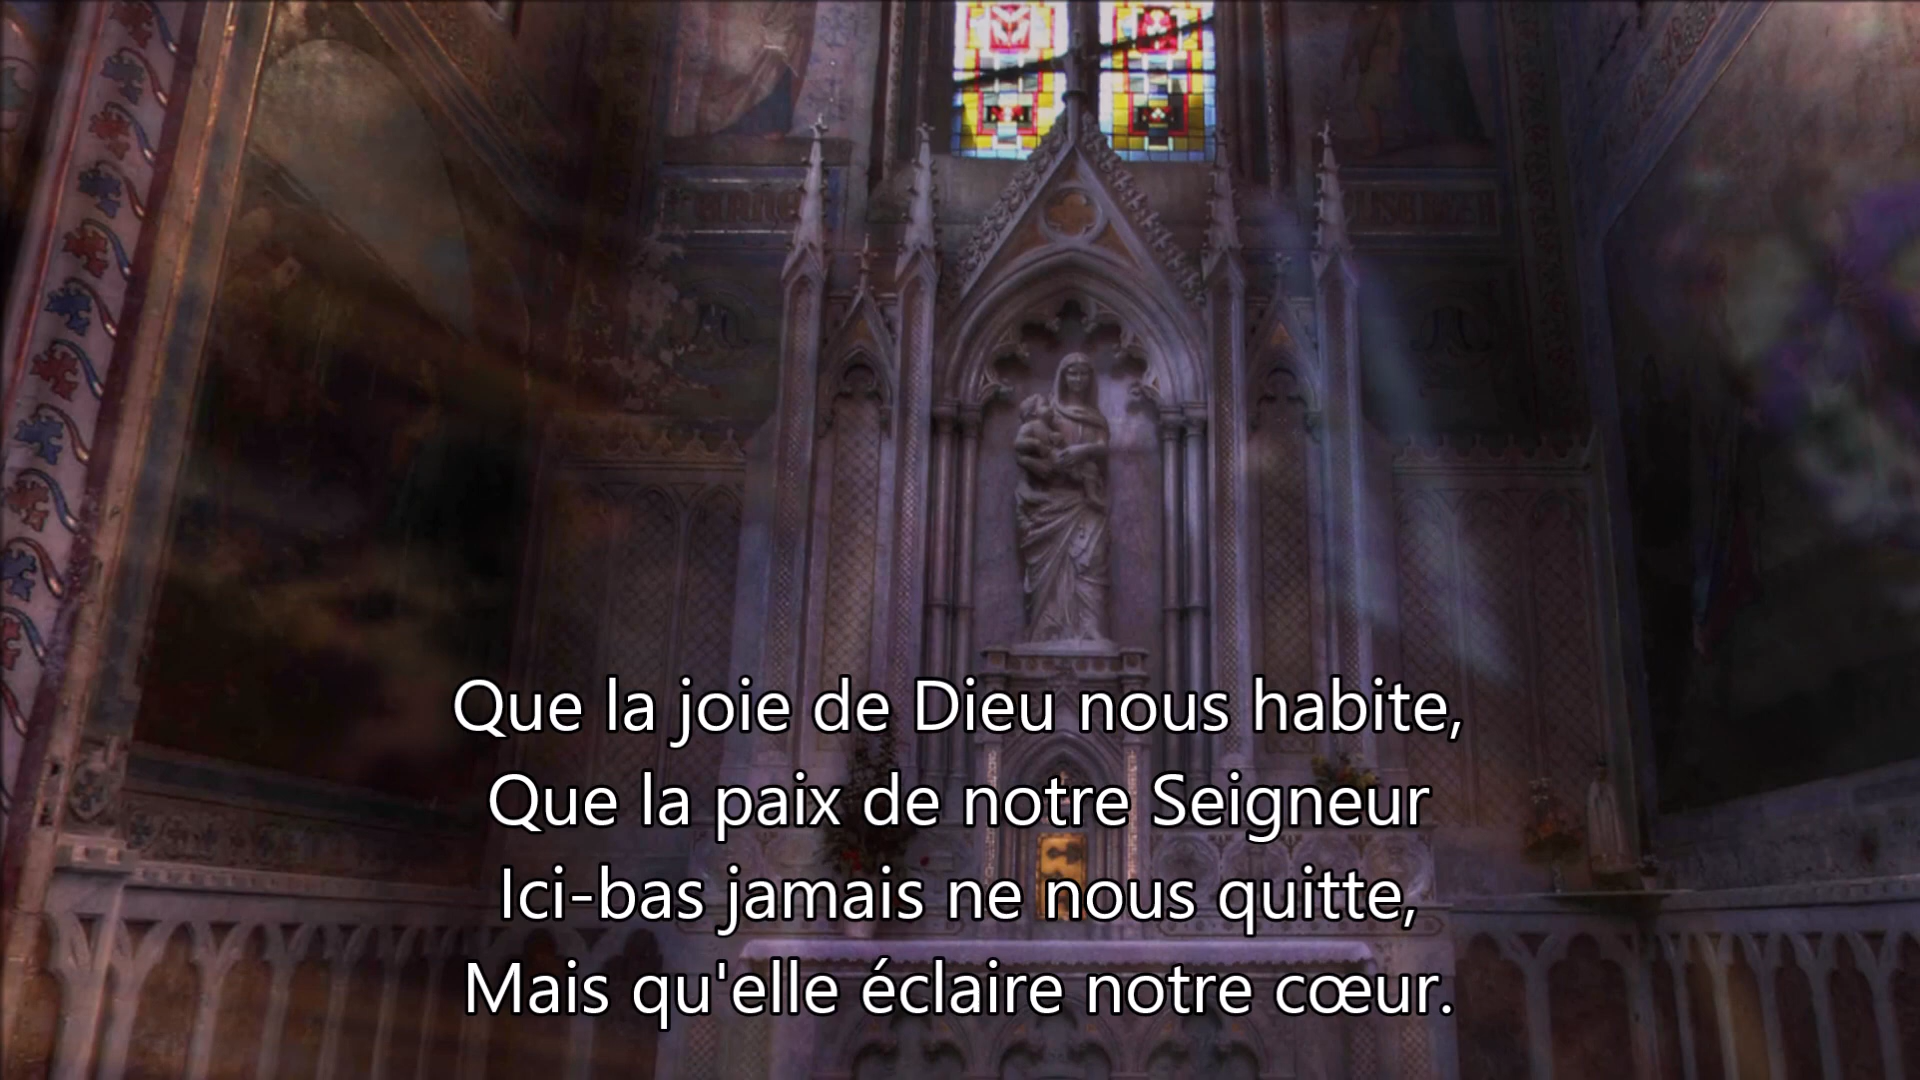 Que la joie de Dieu nous habite,
Que la paix de notre Seigneur
Ici-bas jamais ne nous quitte,
Mais qu'elle éclaire notre cœur.